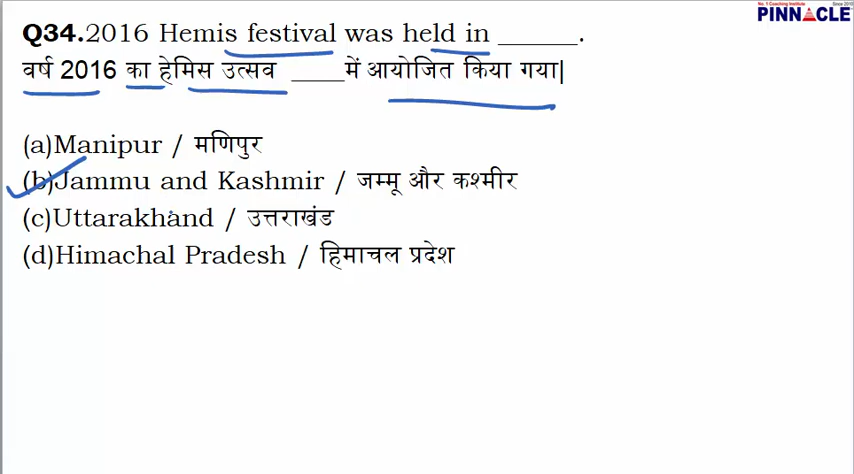 No. 1 Coaching Institute Since 2015
PINNACLE
Q34.2016 Hemis festival was held in ______.
वर्ष 2016 का हेमिस उत्सव ____में आयोजित किया गया|
(a)Manipur / मणिपुर
(b)Jammu and Kashmir / जम्मू और कश्मीर
(c)Uttarakhand / उत्तराखंड
(d)Himachal Pradesh / हिमाचल प्रदेश